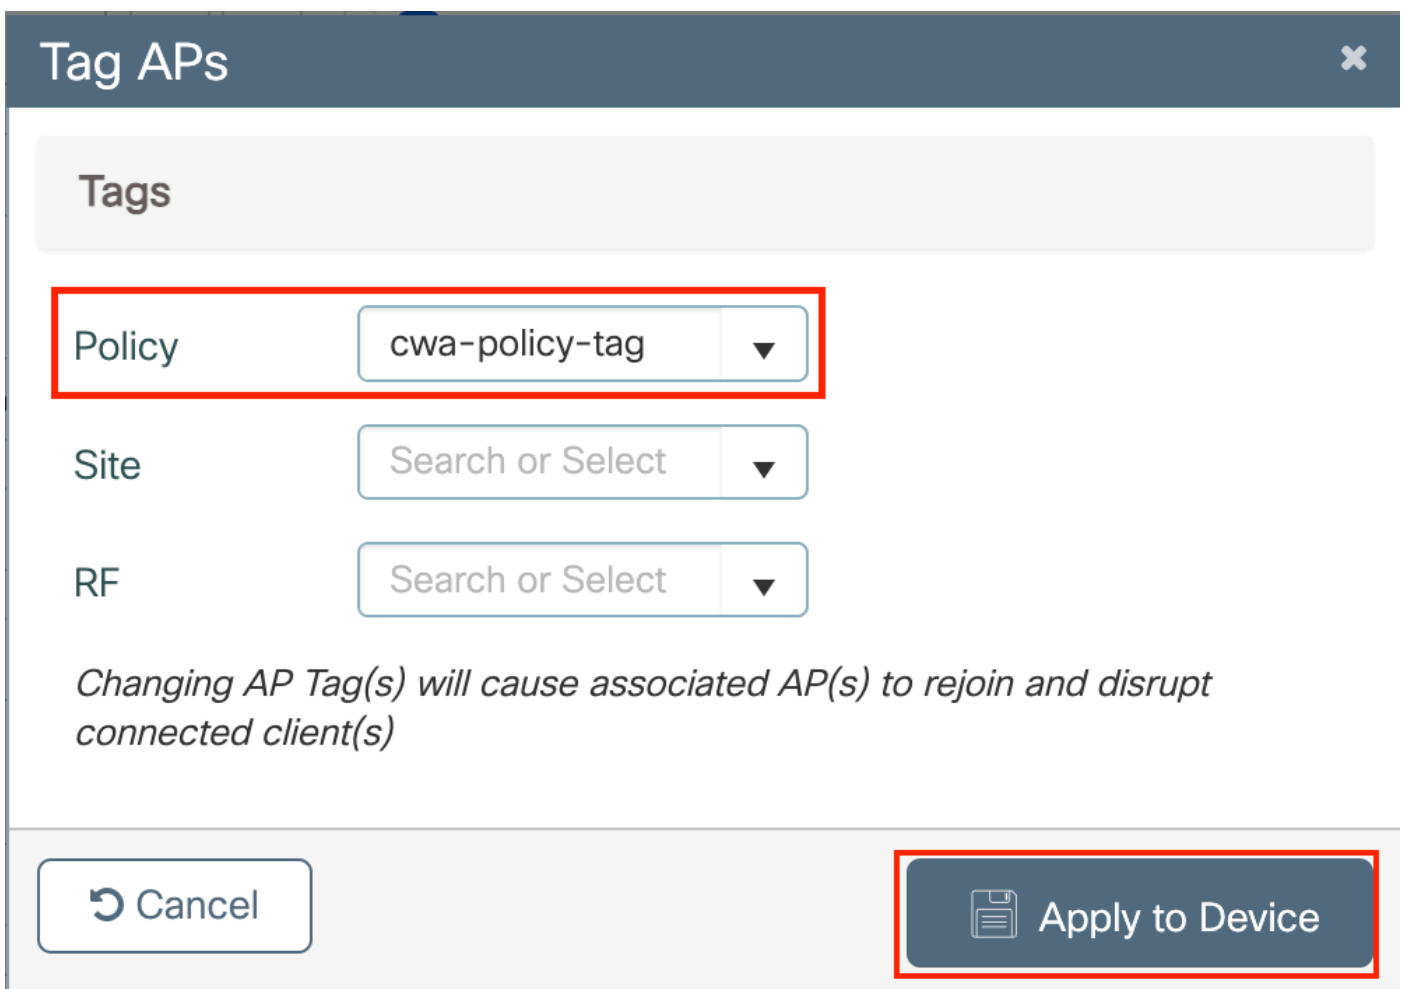 Tag APs
Tags
Policy cwa-policy-tag
Site Search or Select
RF Search or Select
Changing AP Tag(s) will cause associated AP(s) to rejoin and disrupt
connected client(s)
Cancel Apply to Device